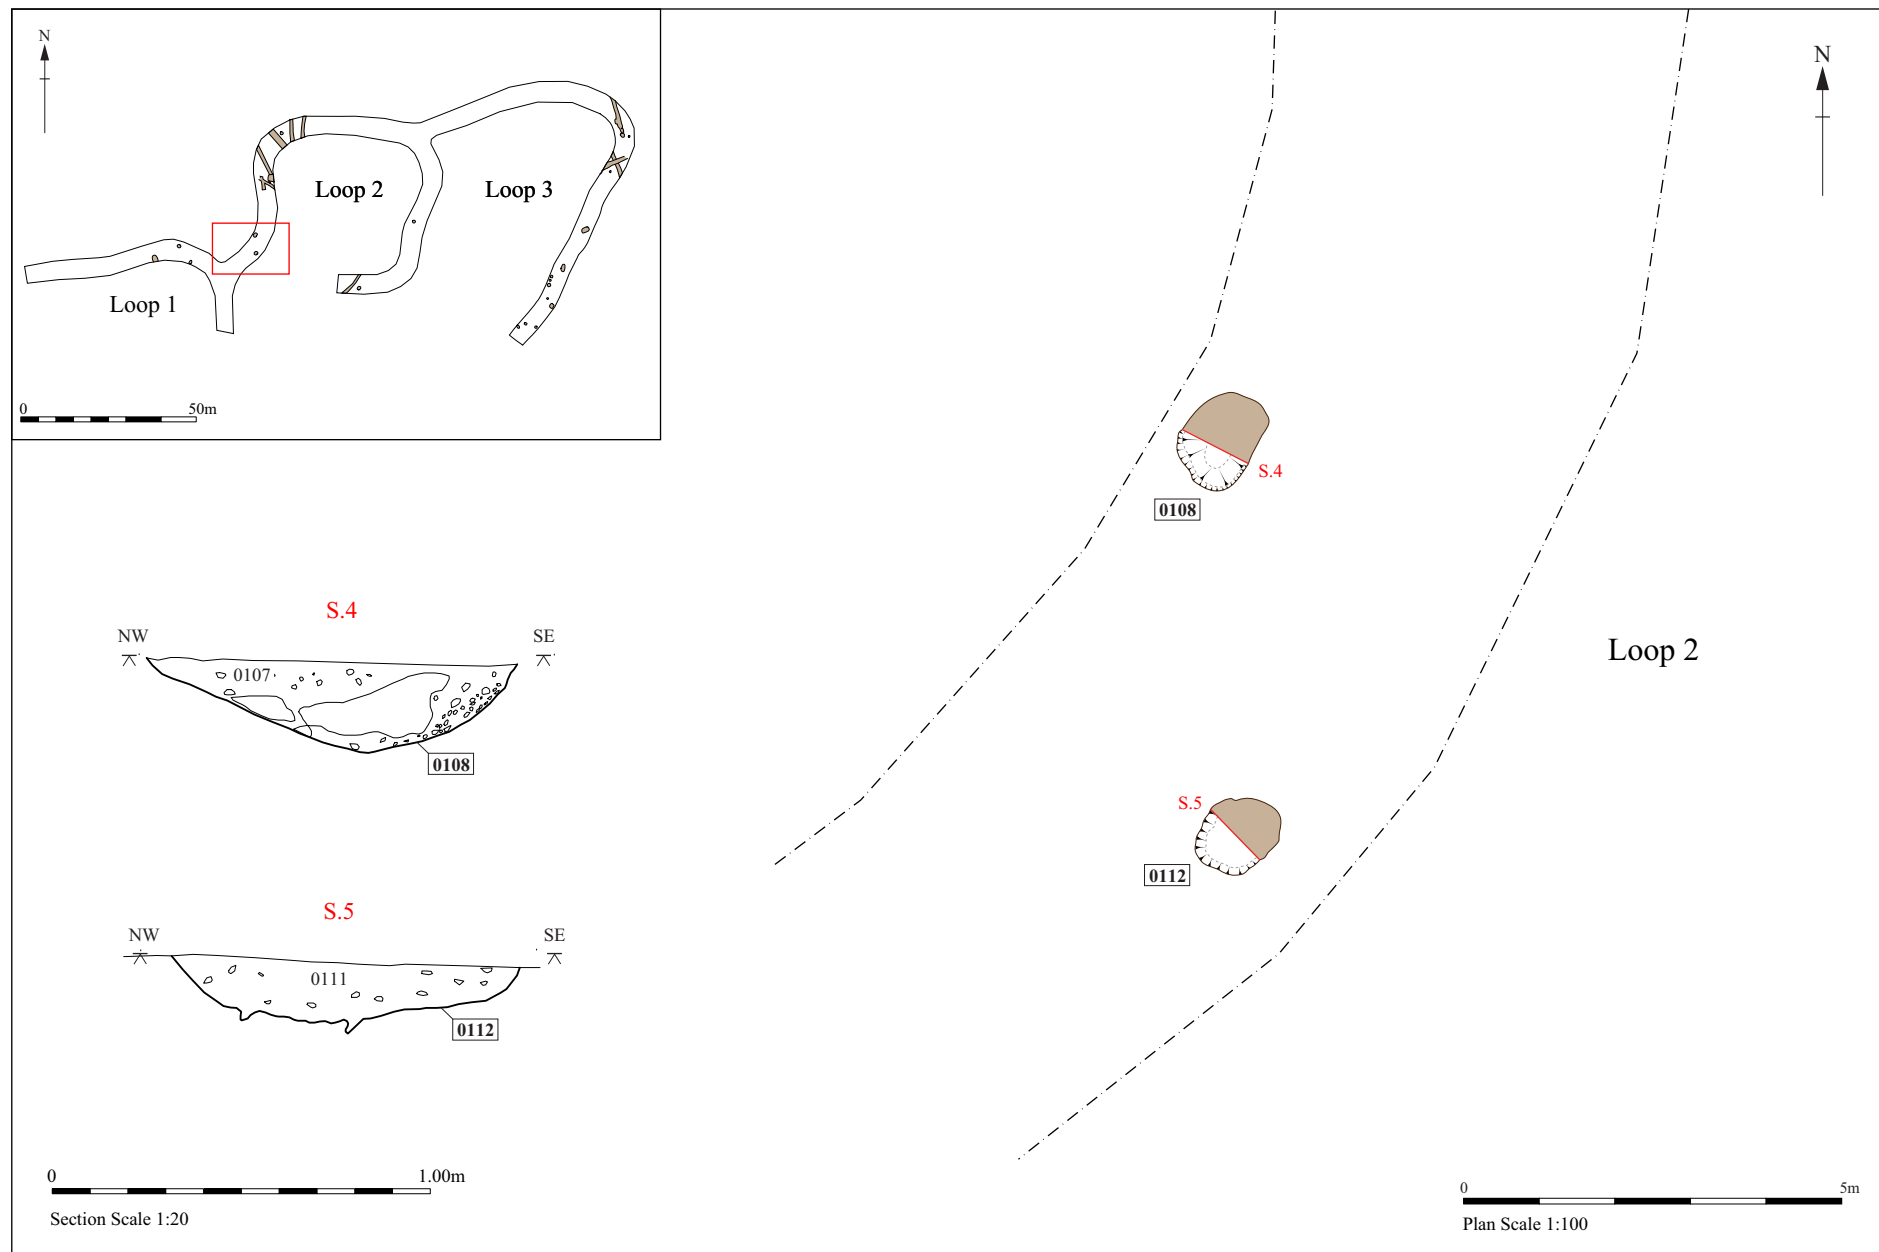 N
Loop 2
Loop 3
Loop 1
0 50m
N
S.4
0108
Loop 2
S.5
0112
S.4
NW SE
0107
0108
S.5
NW SE
0111
0112
0 1.00m
Section Scale 1:20
0 5m
Plan Scale 1:100